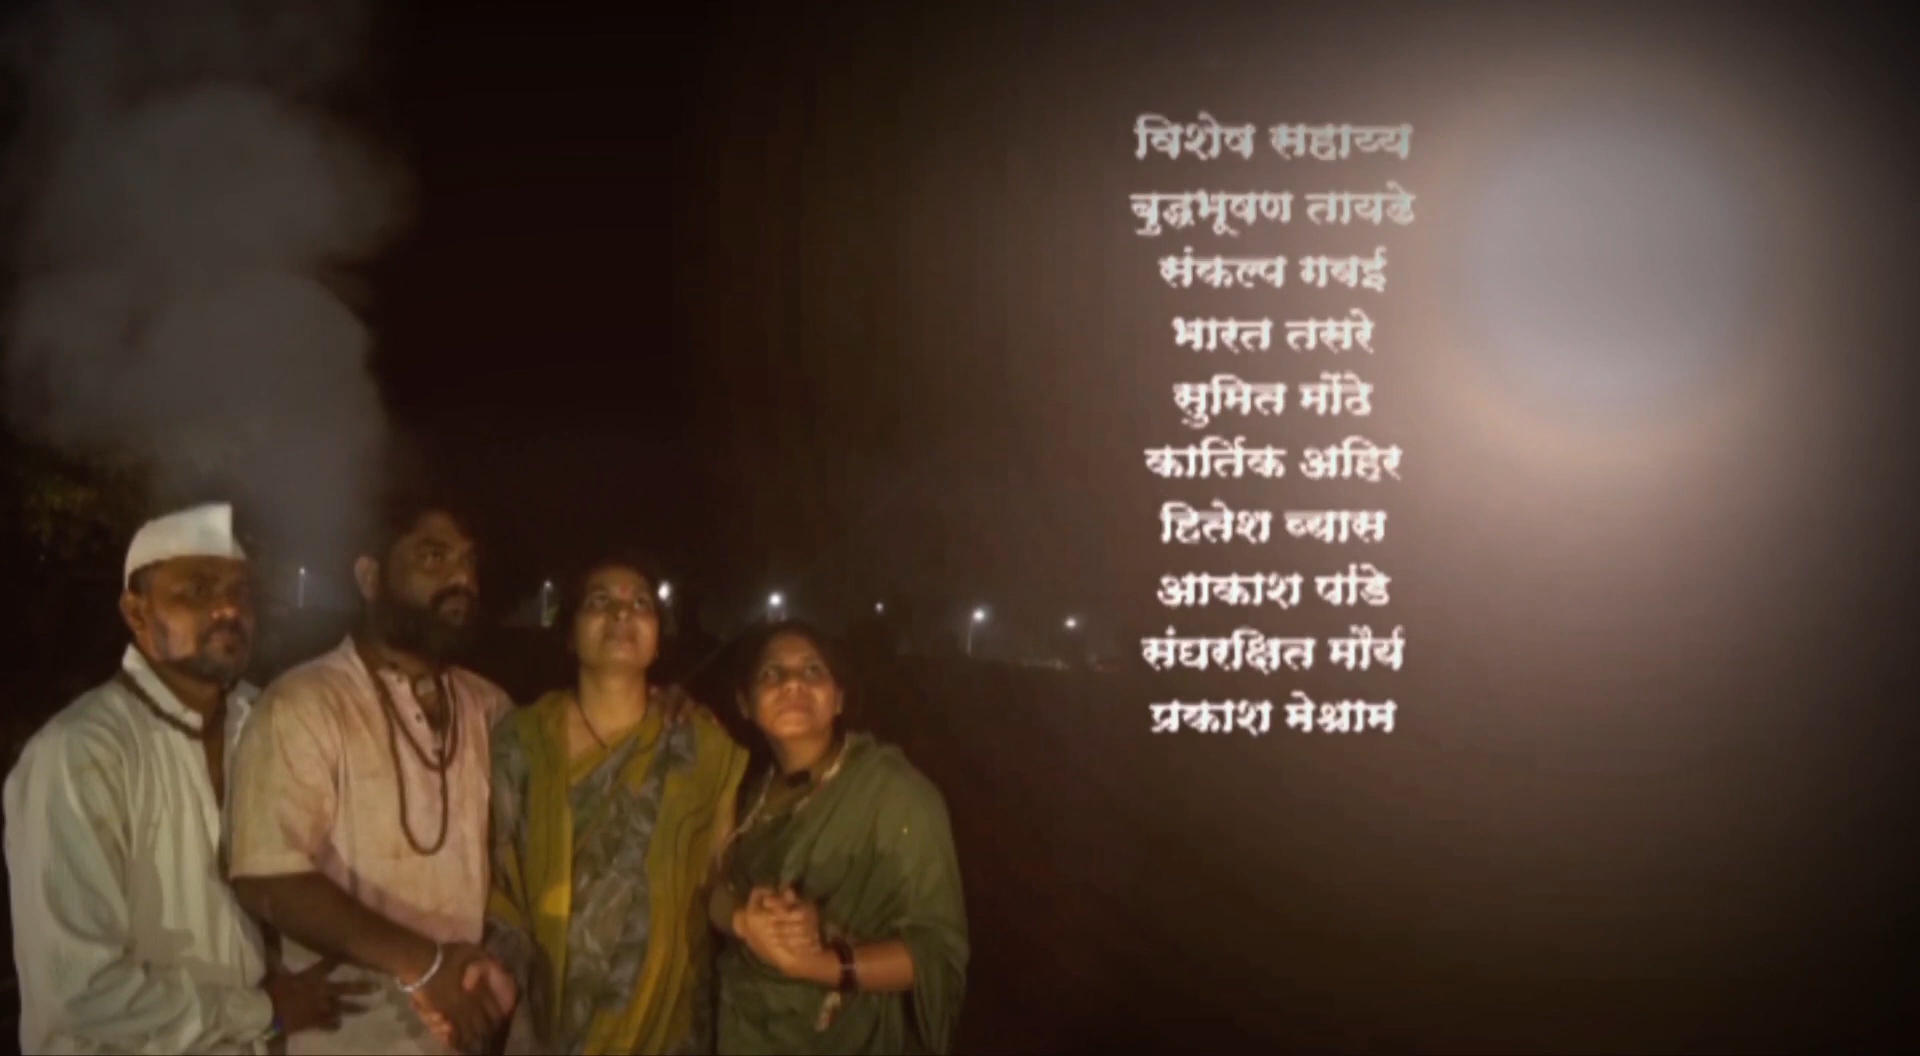 विशेष सहाय्य
बुद्धभूषण तायडे
संकल्प गवई
भारत तसरे
सुमित मोंठे
कार्तिक अहिर
हितेश व्यास
आकाश पांडे
संघरक्षित मौर्य
प्रकाश मेश्राम